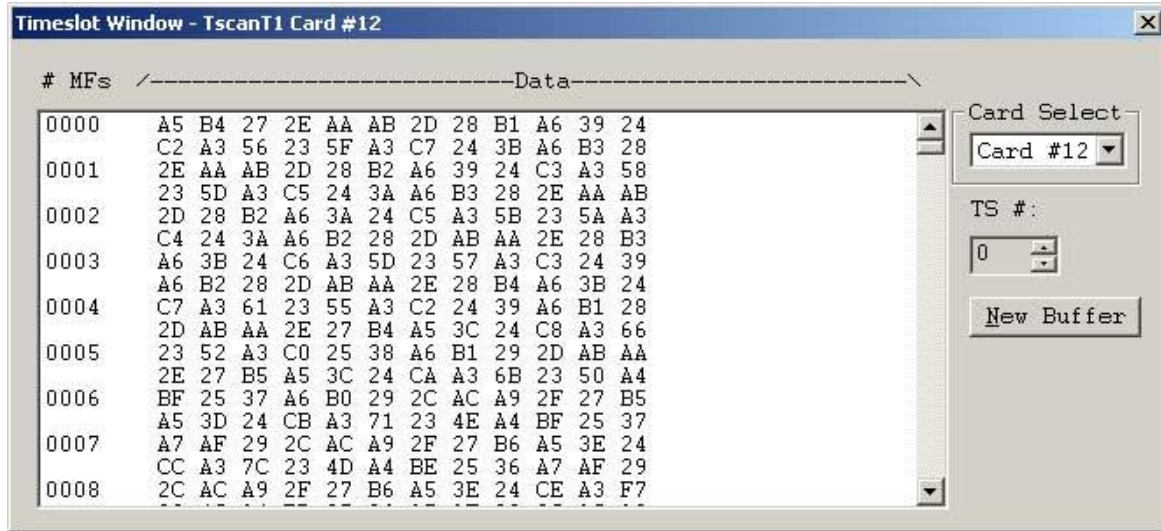 Timeslot Window - TscanT1 Card #12
# MFs /--------------------------Data------------------------\
0000 A5 B4 27 2E AA AB 2D 28 B1 A6 39 24
C2 A3 56 23 5F A3 C7 24 3B A6 B3 28
0001 2E AA AB 2D 28 B2 A6 39 24 C3 A3 58
23 5D A3 C5 24 3A A6 B3 28 2E AA AB
0002 2D 28 B2 A6 3A 24 C5 A3 5B 23 5A A3
C4 24 3A A6 B2 28 2D AB AA 2E 28 B3
0003 A6 3B 24 C6 A3 5D 23 57 A3 C3 24 39
A6 B2 28 2D AB AA 2E 28 B4 A6 3B 24
0004 C7 A3 61 23 55 A3 C2 24 39 A6 B1 28
2D AB AA 2E 27 B4 A5 3C 24 C8 A3 66
0005 23 52 A3 C0 25 38 A6 B1 29 2D AB AA
2E 27 B5 A5 3C 24 CA A3 6B 23 50 A4
0006 BF 25 37 A6 B0 29 2C AC A9 2F 27 B5
A5 3D 24 CB A3 71 23 4E A4 BF 25 37
0007 A7 AF 29 2C AC A9 2F 27 B6 A5 3E 24
CC A3 7C 23 4D A4 BE 25 36 A7 AF 29
0008 2C AC A9 2F 27 B6 A5 3E 24 CE A3 F7
Card Select
Card #12
TS #:
0
New Buffer